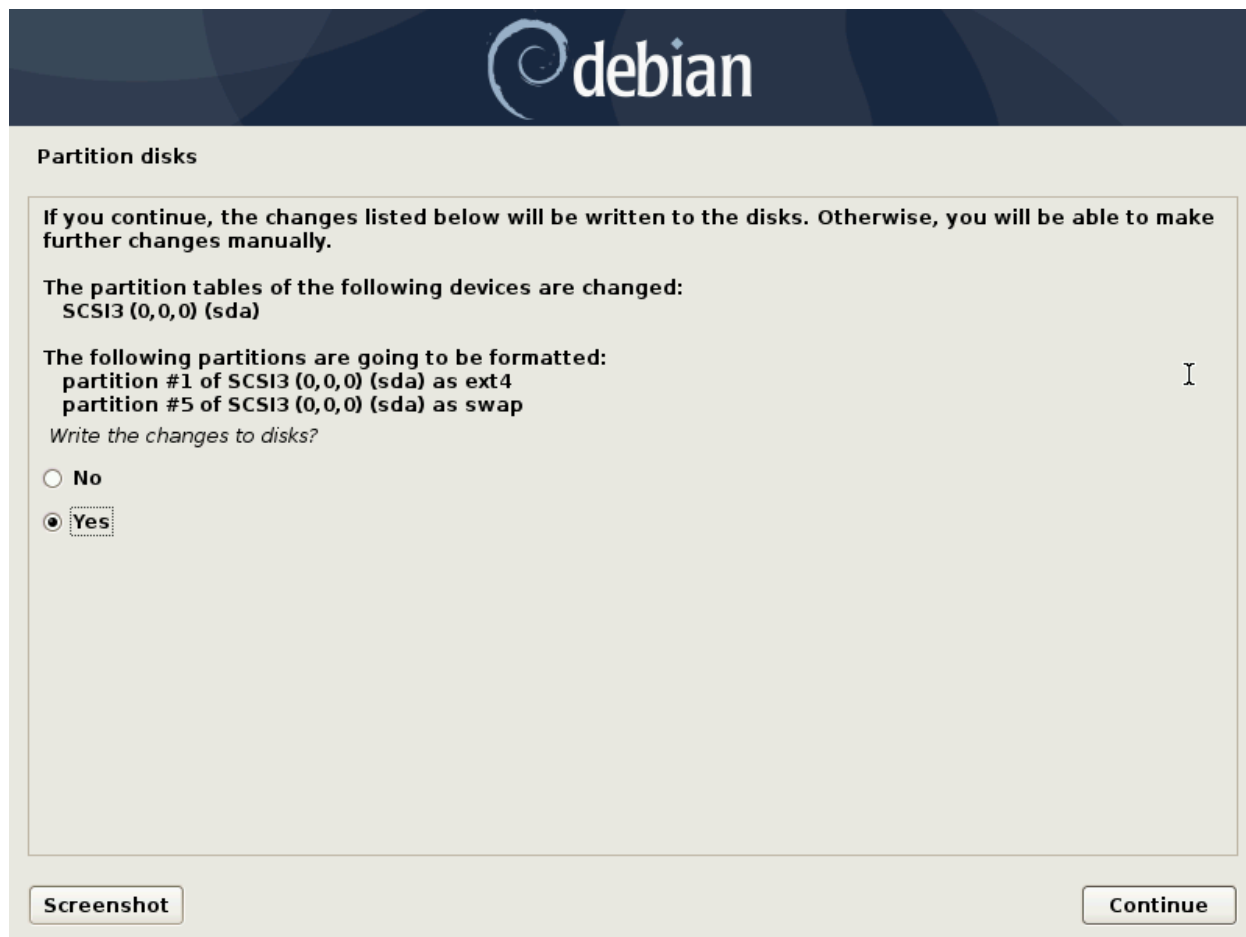 debian
Partition disks
If you continue, the changes listed below will be written to the disks. Otherwise, you will be able to make
further changes manually.
The partition tables of the following devices are changed:
SCSI3 (0,0,0) (sda)
The following partitions are going to be formatted:
partition #1 of SCSI3 (0,0,0) (sda) as ext4
partition #5 of SCSI3 (0,0,0) (sda) as swap
Write the changes to disks?
No
Yes
Screenshot
Continue